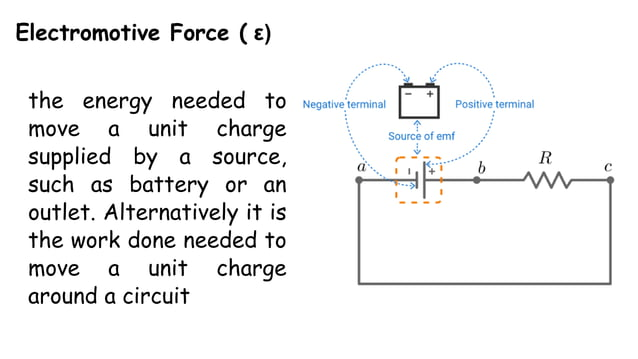 Electromotive Force ( ε)
the energy needed to
move a unit charge
supplied by a source,
such as battery or an
outlet. Alternatively it is
the work done needed to
move a unit charge
around a circuit
− +
Negative terminal
Positive terminal
Source of emf
a
− +
b
R
c